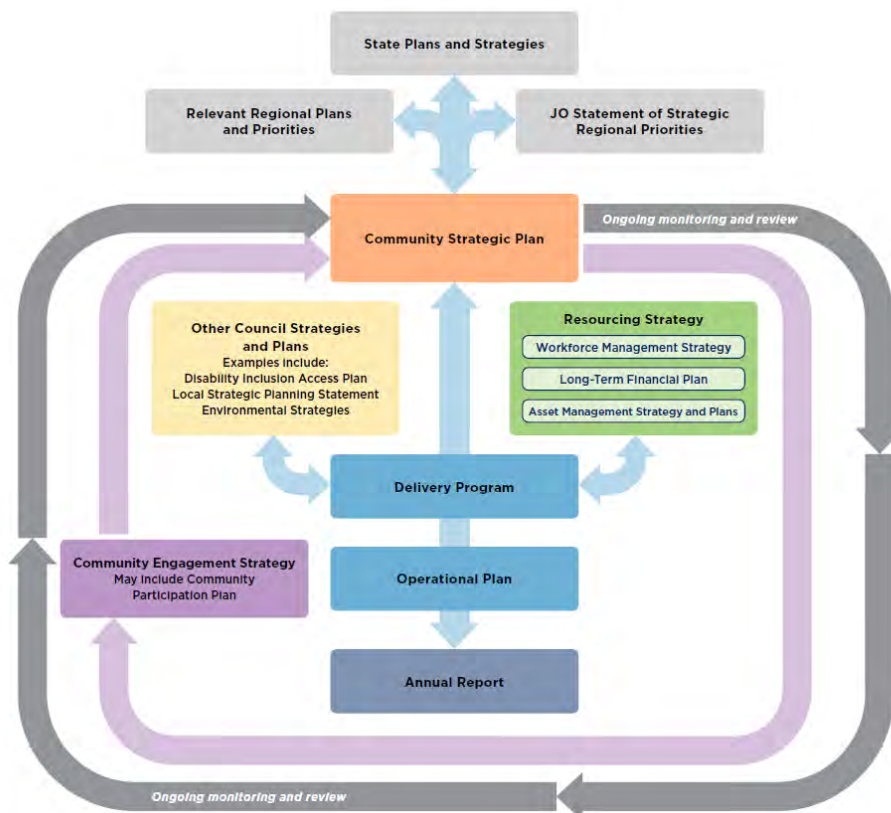 State Plans and Strategies
Relevant Regional Plans
and Priorities
JO Statement of Strategic
Regional Priorities
Community Strategic Plan
Ongoing monitoring and review
Other Council Strategies
and Plans
Examples include:
Disability Inclusion Access Plan
Local Strategic Planning Statement
Environmental Strategies
Resourcing Strategy
Workforce Management Strategy
Long-Term Financial Plan
Asset Management Strategy and Plans
Delivery Program
Community Engagement Strategy
May include Community
Participation Plan
Operational Plan
Annual Report
Ongoing monitoring and review